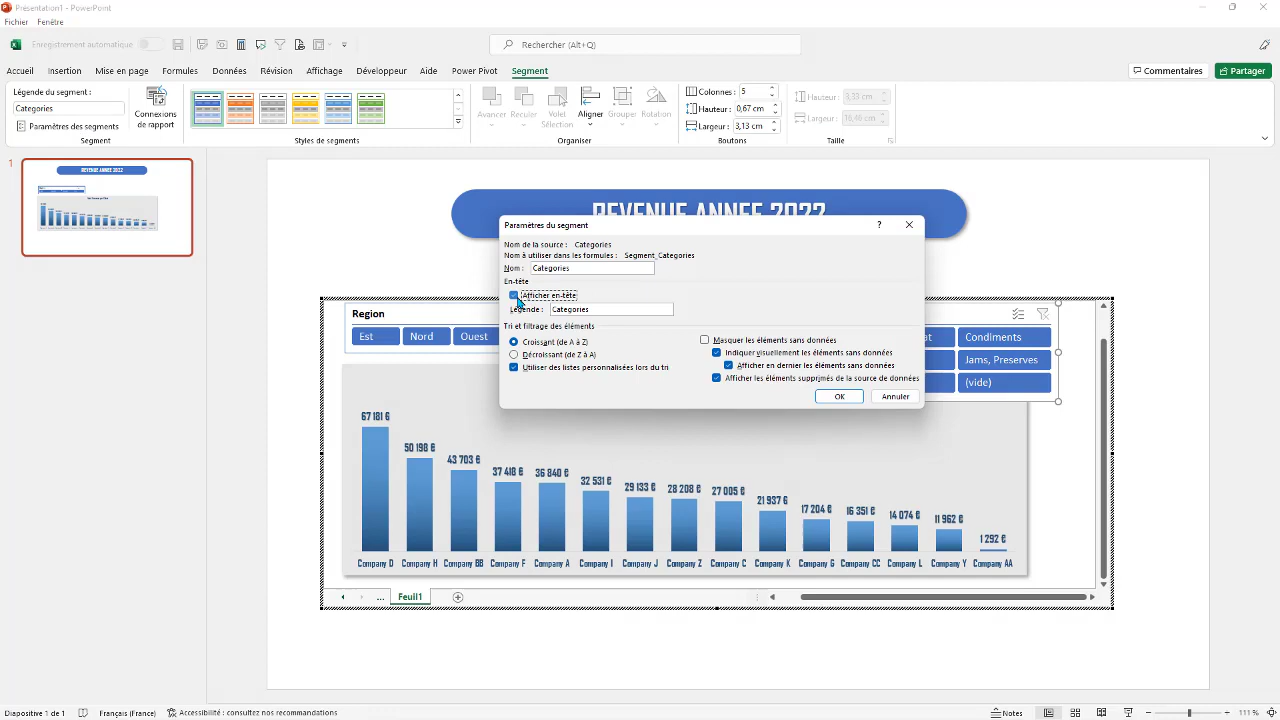 Présentation1 - PowerPoint
Fichier Fenêtre
Enregistrement automatique
Rechercher (Alt+Q)
Accueil Insertion Mise en page Formules Données Révision Affichage Développeur Aide Power Pivot Segment
Commentaires Partager
Légende du segment :
Categories
Paramètres des segments
Segment
Connexions de rapport
Styles de segments
Avancer Reculer Volet Sélection Aligner Grouper Rotation
Organiser
Colonnes : 5
Hauteur : 0,67 cm
Largeur : 3,13 cm
Boutons
Hauteur : 3,33 cm
Largeur : 16,46 cm
Taille
1
REVENUE ANNEE 2022
REVENUE ANNEE 2022
Paramètres du segment ?
Nom de la source : Categories
Nom à utiliser dans les formules : Segment_Categories
Nom : Categories
En-tête
Afficher en-tête
Légende : Categories
Tri et filtrage des éléments
Croissant (de A à Z)
Décroissant (de Z à A)
Utiliser des listes personnalisées lors du tri
Masquer les éléments sans données
Indiquer visuellement les éléments sans données
Afficher en dernier les éléments sans données
Afficher les éléments supprimés de la source de données
OK Annuler
Region
Est Nord Ouest
at Condiments
Jams, Preserves
(vide)
67 181 €
50 198 €
43 703 €
37 418 €
36 840 €
32 531 €
29 133 €
28 208 €
27 005 €
21 937 €
17 204 €
16 351 €
14 074 €
11 962 €
1 292 €
Company D Company H Company BB Company F Company A Company I Company J Company Z Company C Company K Company G Company CC Company L Company Y Company AA
... Feuil1
Diapositive 1 de 1 Français (France) Accessibilité : consultez nos recommandations
Notes 111 %